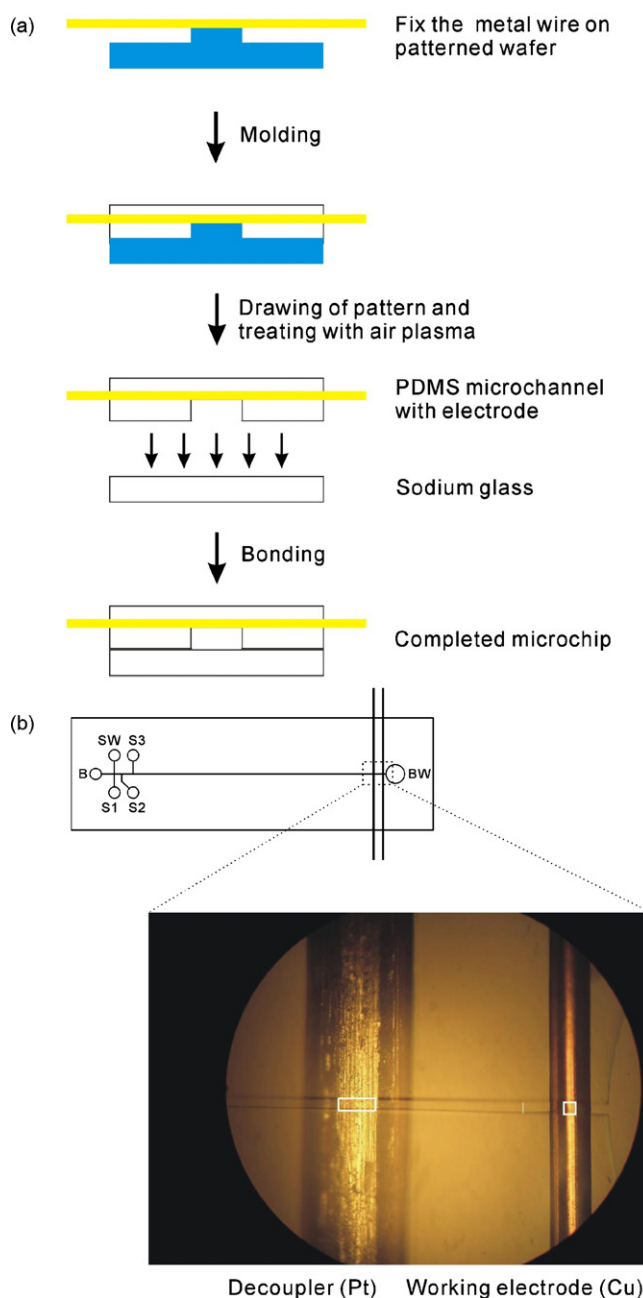 (a)
Fix the metal wire on
patterned wafer
Molding
Drawing of pattern and
treating with air plasma
PDMS microchannel
with electrode
Sodium glass
Bonding
Completed microchip
(b)
SW S3
B BW
S1 S2
Decoupler (Pt) Working electrode (Cu)